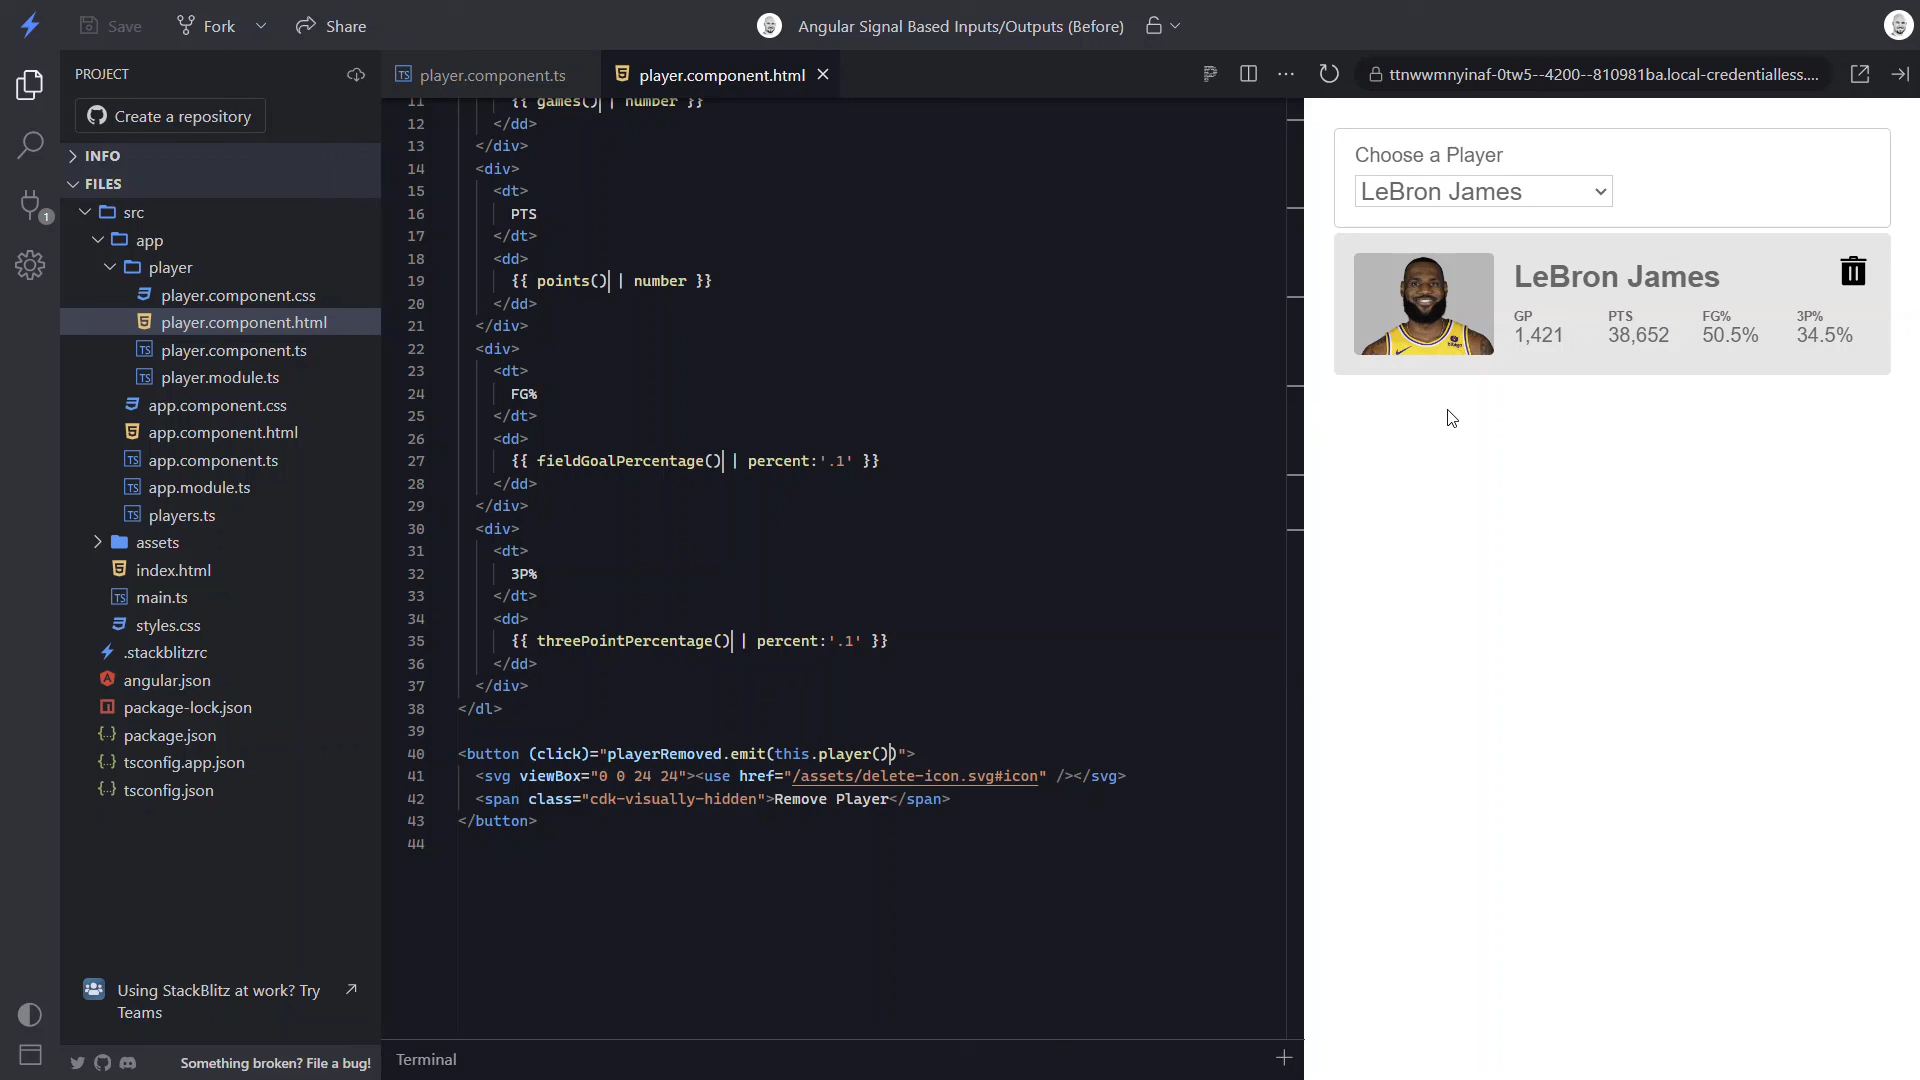 Save
Fork
Share
Angular Signal Based Inputs/Outputs (Before)
PROJECT
Create a repository
INFO
FILES
src
app
player
player.component.css
player.component.html
player.component.ts
player.module.ts
app.component.css
app.component.html
app.component.ts
app.module.ts
players.ts
assets
index.html
main.ts
styles.css
.stackblitzrc
angular.json
package-lock.json
package.json
tsconfig.app.json
tsconfig.json
1
Using StackBlitz at work? Try
Teams
Something broken? File a bug!
player.component.ts
player.component.html
11 {{ games() | number }}
12 </dd>
13 </div>
14 <div>
15 <dt>
16 PTS
17 </dt>
18 <dd>
19 {{ points() | number }}
20 </dd>
21 </div>
22 <div>
23 <dt>
24 FG%
25 </dt>
26 <dd>
27 {{ fieldGoalPercentage() | percent:'.1' }}
28 </dd>
29 </div>
30 <div>
31 <dt>
32 3P%
33 </dt>
34 <dd>
35 {{ threePointPercentage() | percent:'.1' }}
36 </dd>
37 </div>
38 </dl>
39
40 <button (click)="playerRemoved.emit(this.player())">
41 <svg viewBox="0 0 24 24"><use href="/assets/delete-icon.svg#icon" /></svg>
42 <span class="cdk-visually-hidden">Remove Player</span>
43 </button>
44
Terminal
ttnwwmnyinaf-0tw5--4200--810981ba.local-credentialless....
Choose a Player
LeBron James
LeBron James
GP PTS FG% 3P%
1,421 38,652 50.5% 34.5%